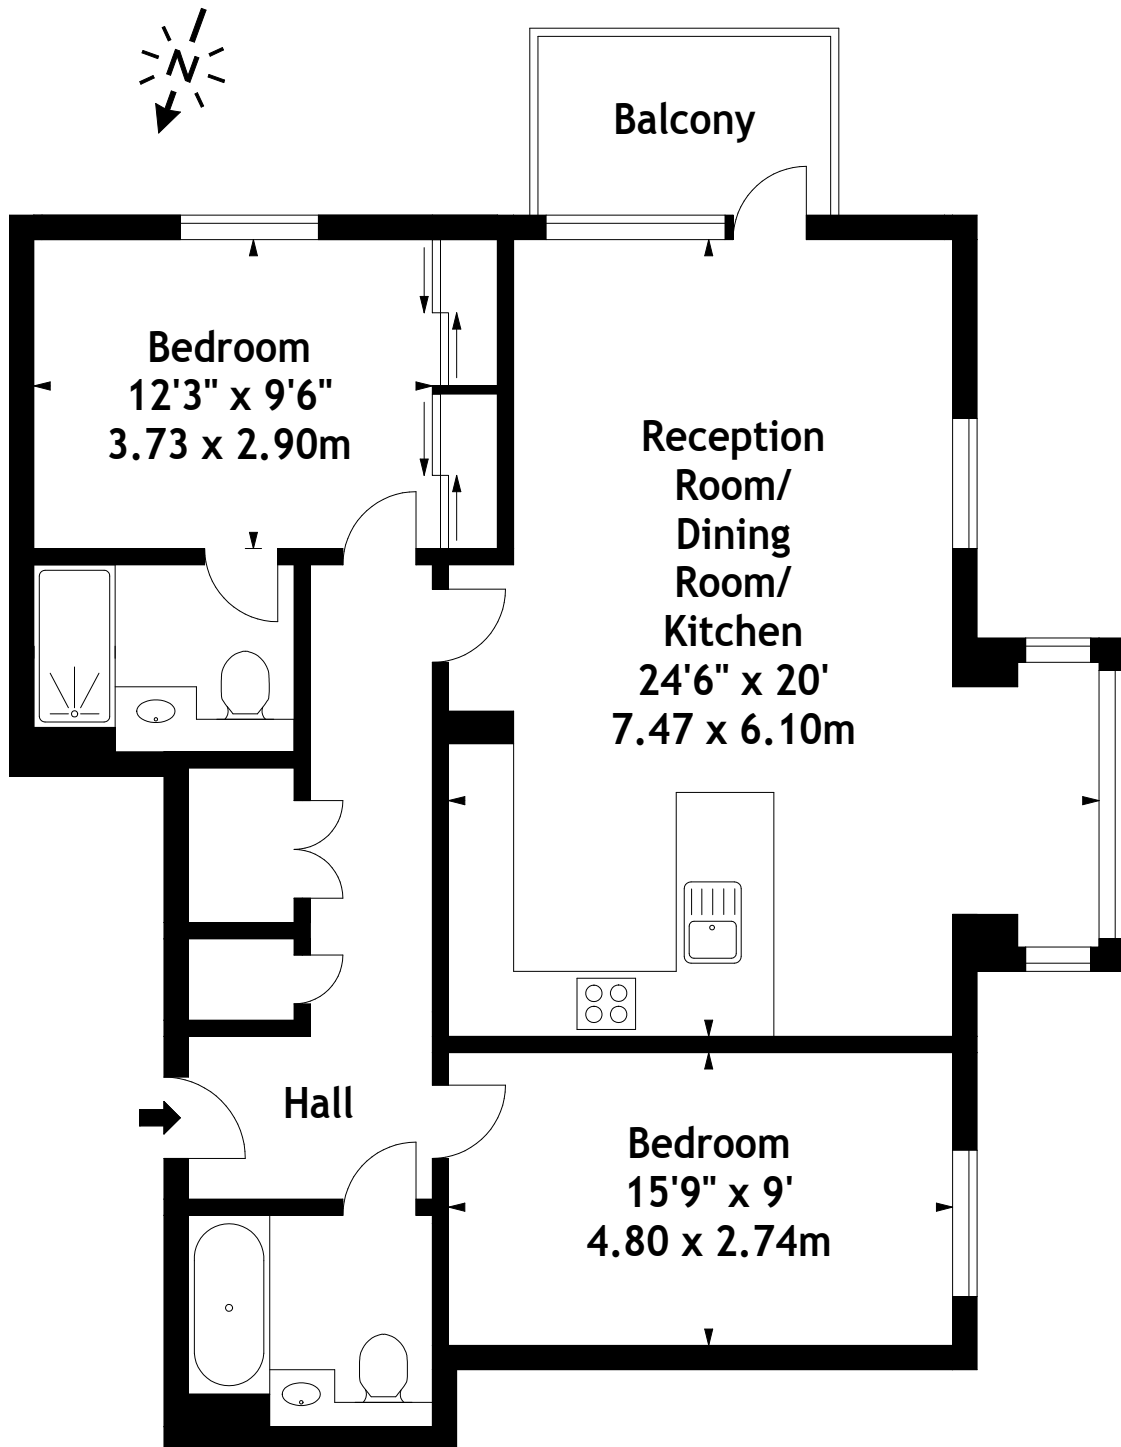 N
Balcony
Bedroom
12'3" x 9'6"
3.73 x 2.90m
Reception
Room/
Dining
Room/
Kitchen
24'6" x 20'
7.47 x 6.10m
Hall
Bedroom
15'9" x 9'
4.80 x 2.74m